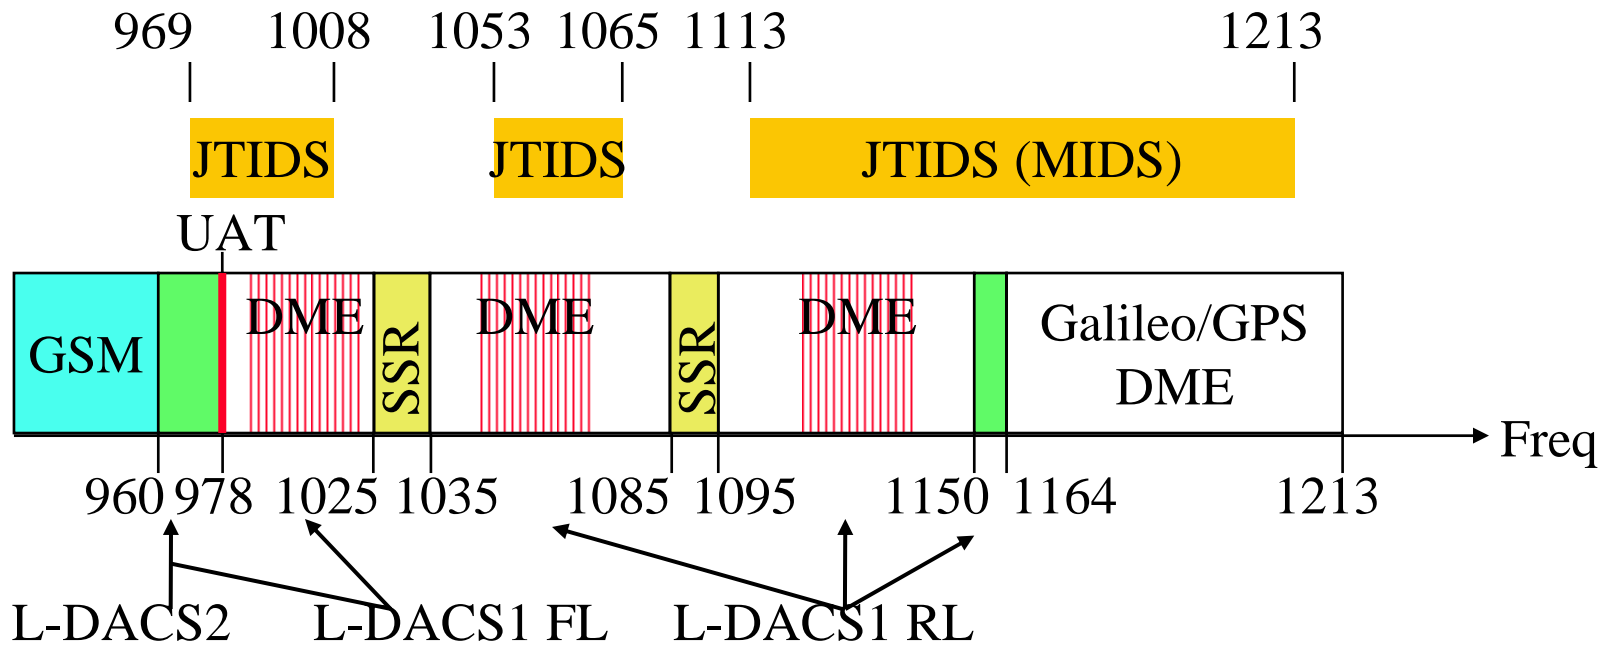 969 1008 1053 1065 1113 1213
JTIDS JTIDS JTIDS (MIDS)
UAT
GSM DME SSR DME SSR DME Galileo/GPS
DME
Freq
960 978 1025 1035 1085 1095 1150 1164 1213
L-DACS2 L-DACS1 FL L-DACS1 RL